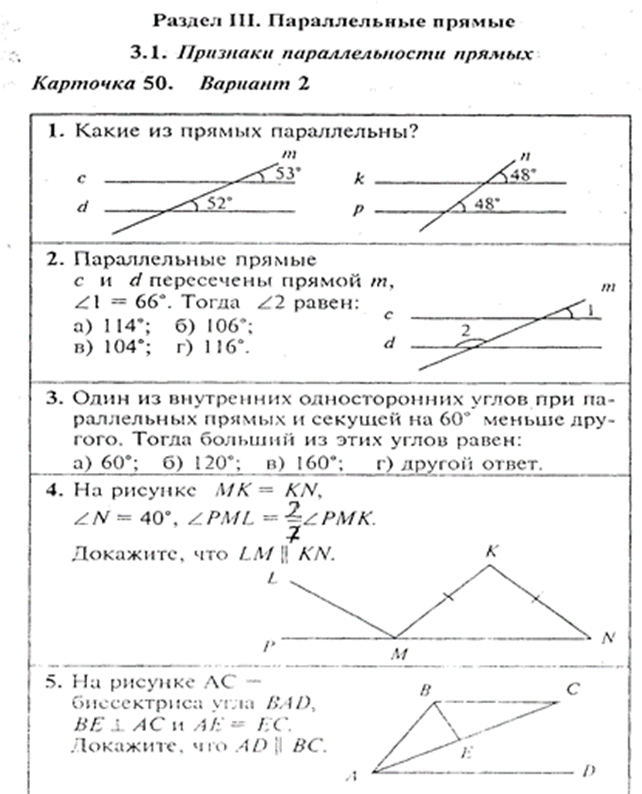 Раздел III. Параллельные прямые
3.1. Признаки параллельности прямых
Карточка 50. Вариант 2
1. Какие из прямых параллельны?
m
n
c
53°
k
48°
d
52°
p
48°
2. Параллельные прямые
c и d пересечены прямой m,
∠1 = 66°. Тогда ∠2 равен:
а) 114°; б) 106°;
в) 104°; г) 116°.
m
c
1
2
d
3. Один из внутренних односторонних углов при па-
раллельных прямых и секущей на 60° меньше дру-
гого. Тогда больший из этих углов равен:
а) 60°; б) 120°; в) 160°; г) другой ответ.
4. На рисунке MK = KN,
∠N = 40°, ∠PML = 2/7 ∠PMK.
Докажите, что LM ∥ KN.
K
L
P
M
N
5. На рисунке AC –
биссектриса угла BAD,
BE ⊥ AC и AE = EC.
Докажите, что AD ∥ BC.
B
C
E
A
D